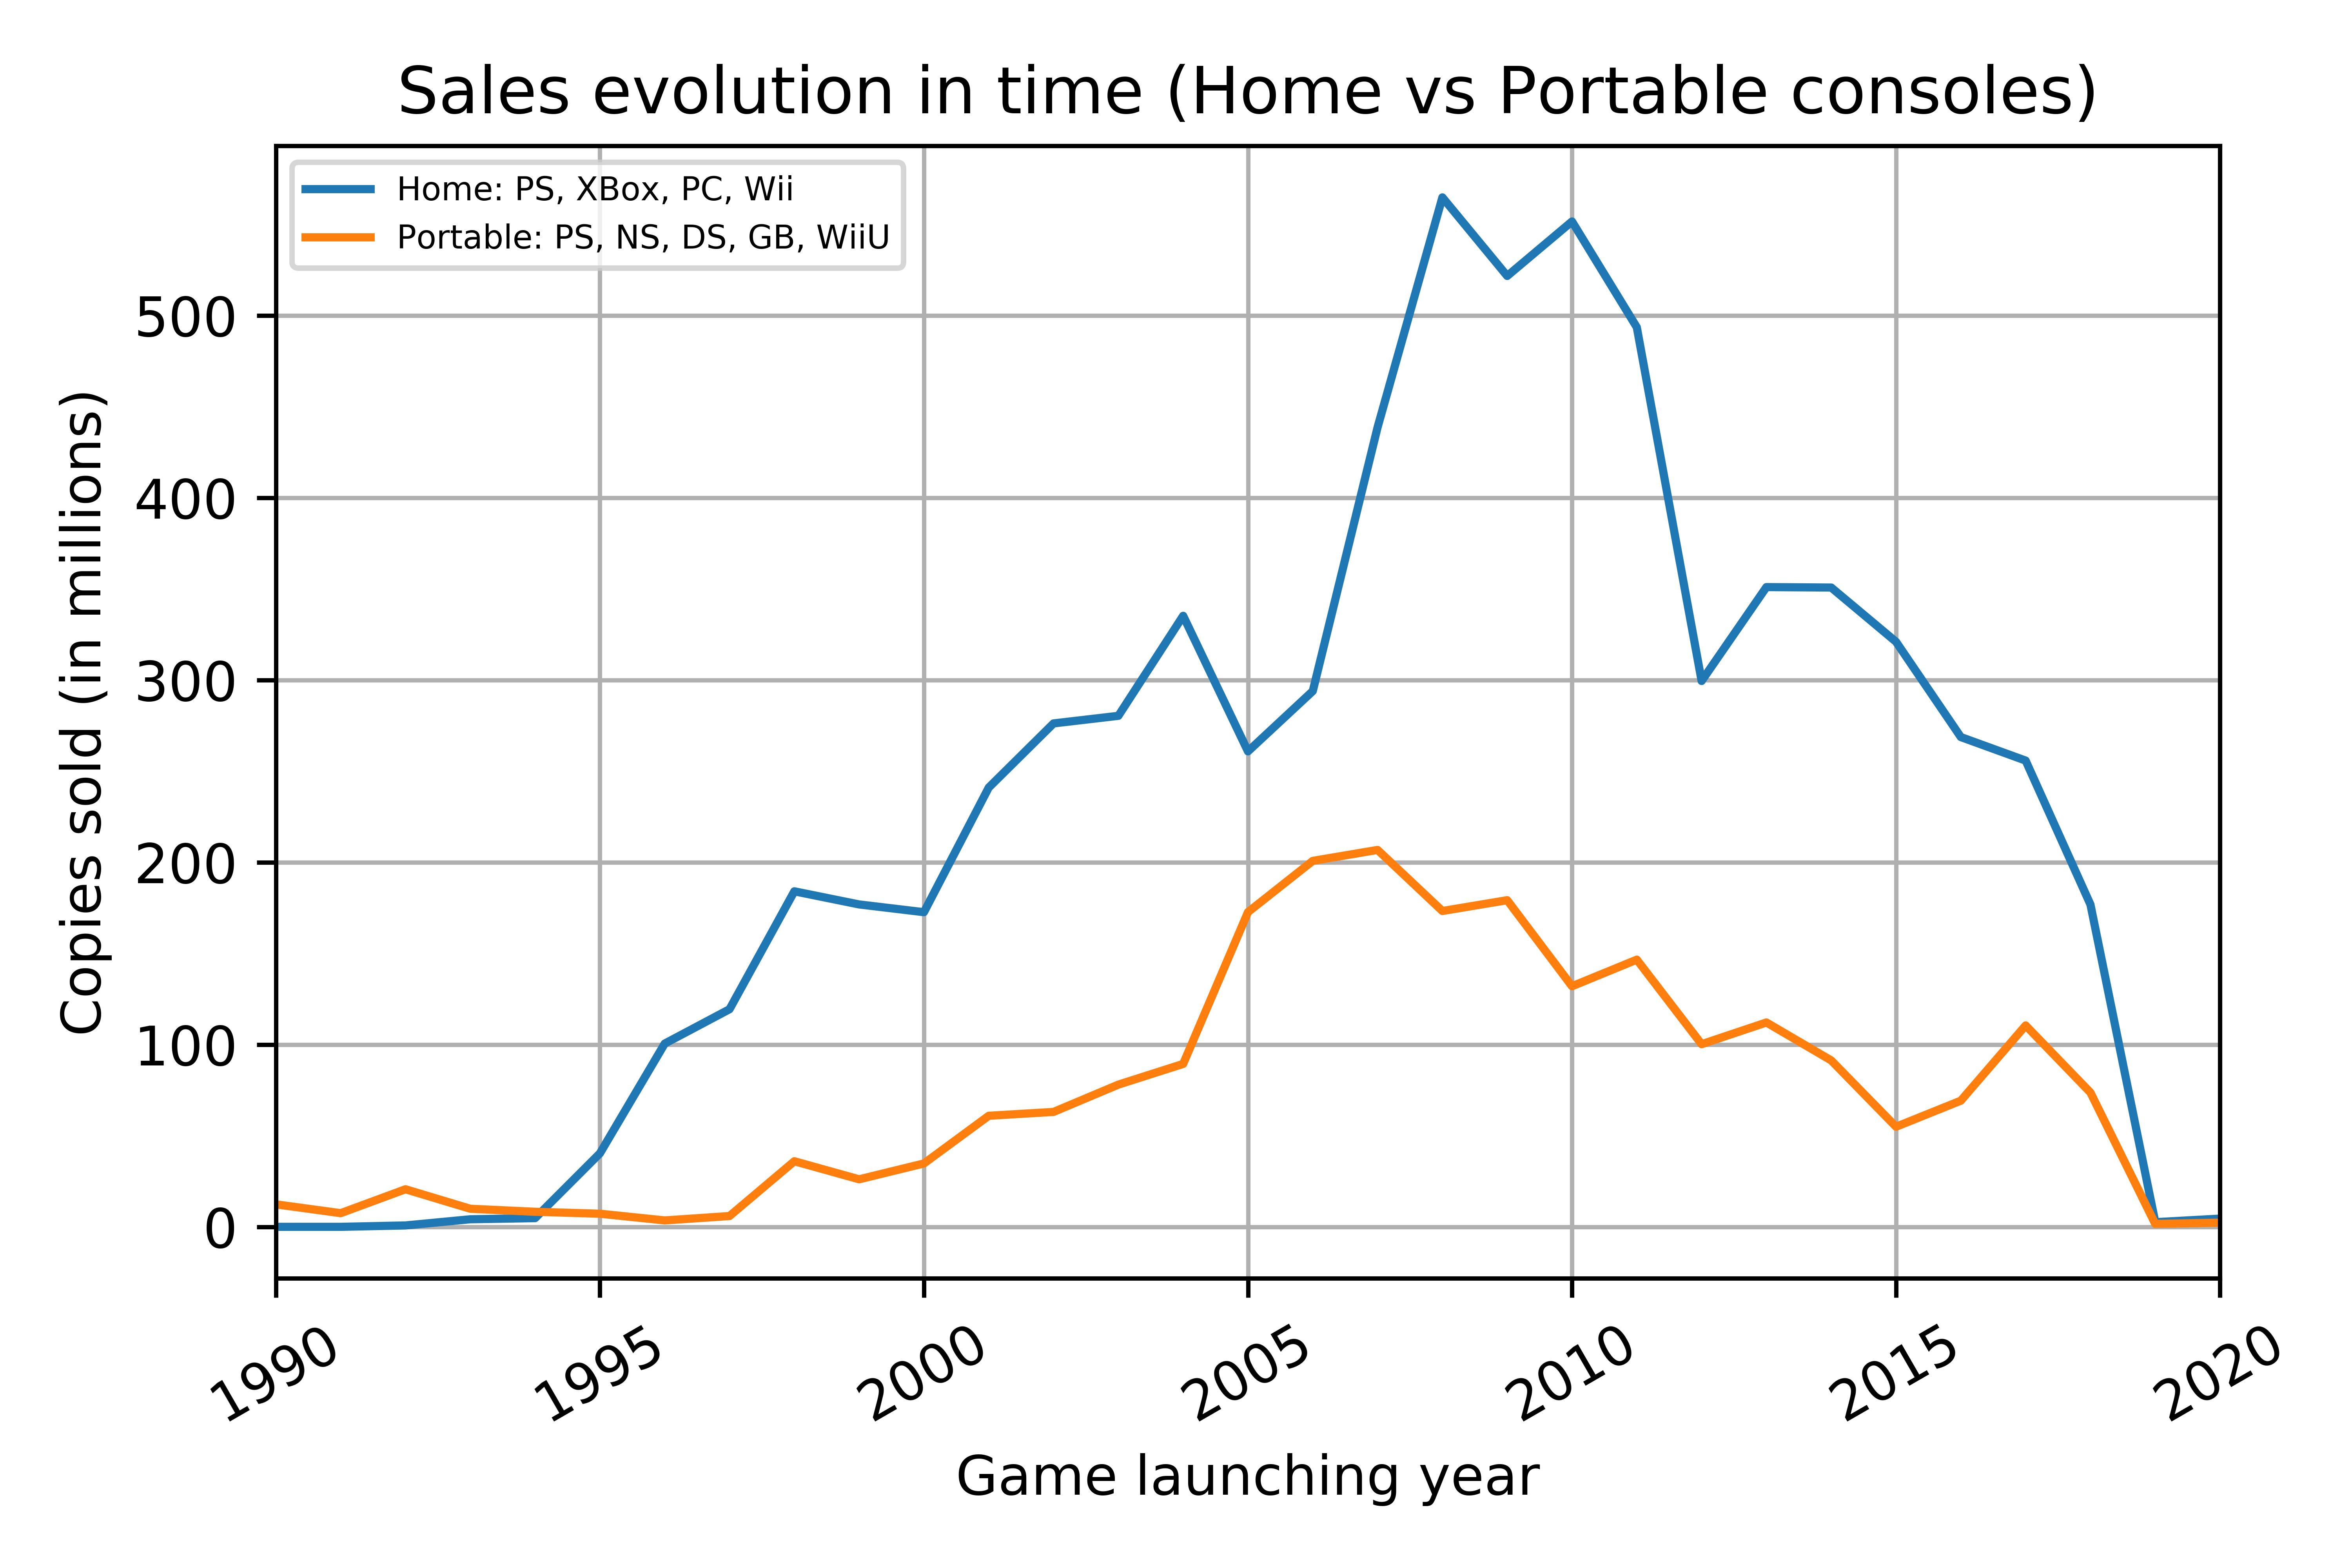 Sales evolution in time (Home vs Portable consoles)
Home: PS, XBox, PC, Wii
Portable: PS, NS, DS, GB, WiiU
Copies sold (in millions)
500
400
300
200
100
0
1990
1995
2000
2005
2010
2015
2020
Game launching year